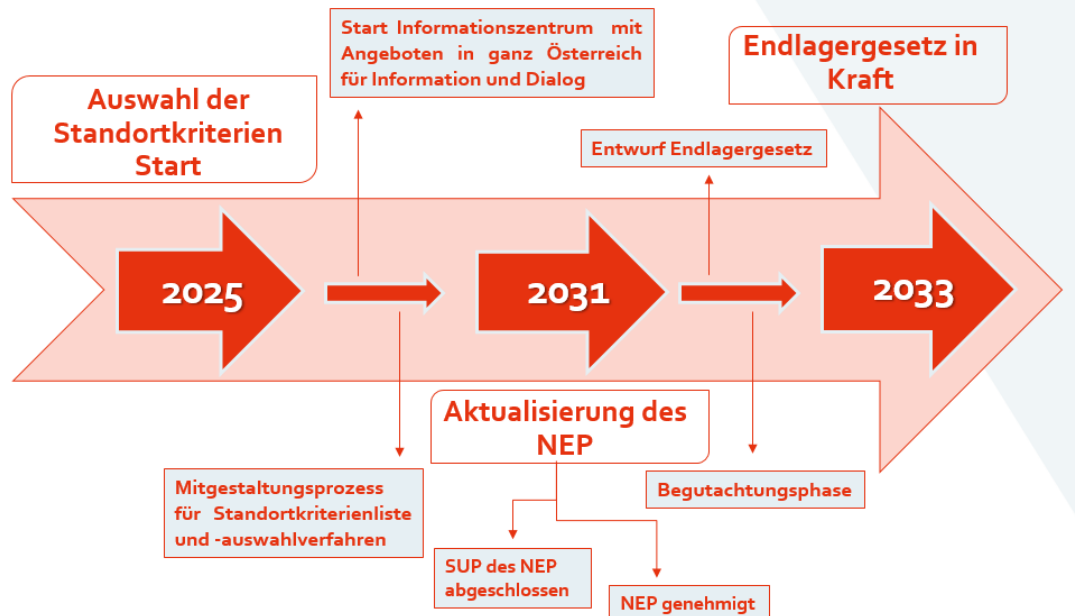 Start Informationszentrum mit
Angeboten in ganz Österreich
für Information und Dialog
Endlagergesetz in
Kraft
Auswahl der
Standortkriterien
Start
Entwurf Endlagergesetz
2025
2031
2033
Aktualisierung des
NEP
Mitgestaltungsprozess
für Standortkriterienliste
und -auswahlverfahren
Begutachtungsphase
SUP des NEP
abgeschlossen
NEP genehmigt